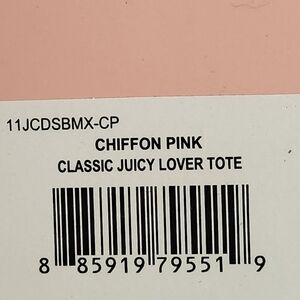 11JCDSBMX-CP
CHIFFON PINK
CLASSIC JUICY LOVER TOTE
8 85919 79551 9